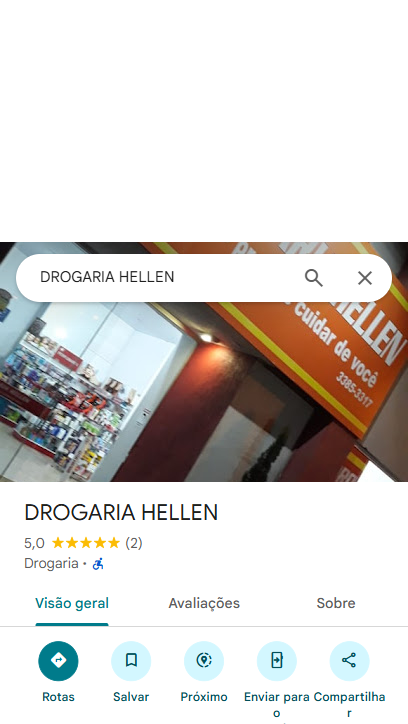 DROGARIA HELLEN
HELLEN
cuidar de você
3385-3317
DROGARIA HELLEN
5,0 ★★★★★ (2)
Drogaria ·
Visão geral Avaliações Sobre
Rotas Salvar Próximo Enviar para o Compartilhar